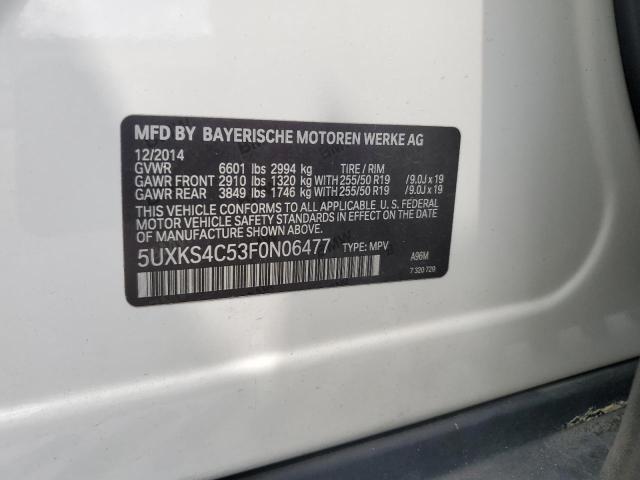 MFD BY BAYERISCHE MOTOREN WERKE AG
12/2014
GVWR 6601 lbs 2994 kg TIRE / RIM
GAWR FRONT 2910 lbs 1320 kg WITH 255/50 R19 /9.0J x 19
GAWR REAR 3849 lbs 1746 kg WITH 255/50 R19 /9.0J x 19
THIS VEHICLE CONFORMS TO ALL APPLICABLE U. S. FEDERAL
MOTOR VEHICLE SAFETY STANDARDS IN EFFECT ON THE DATE
OF MANUFACTURE SHOWN ABOVE.
5UXKS4C53F0N06477 TYPE: MPV A96M
7 320 729